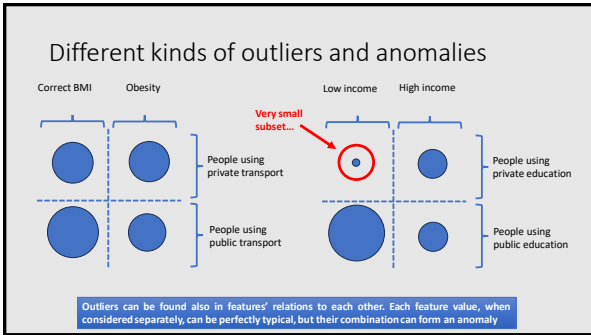 Different kinds of outliers and anomalies
Correct BMI
Obesity
Low income
High income
Very small
subset...
People using
private transport
People using
private education
People using
public transport
People using
public education
Outliers can be found also in features' relations to each other. Each feature value, when
considered separately, can be perfectly typical, but their combination can form an anomaly